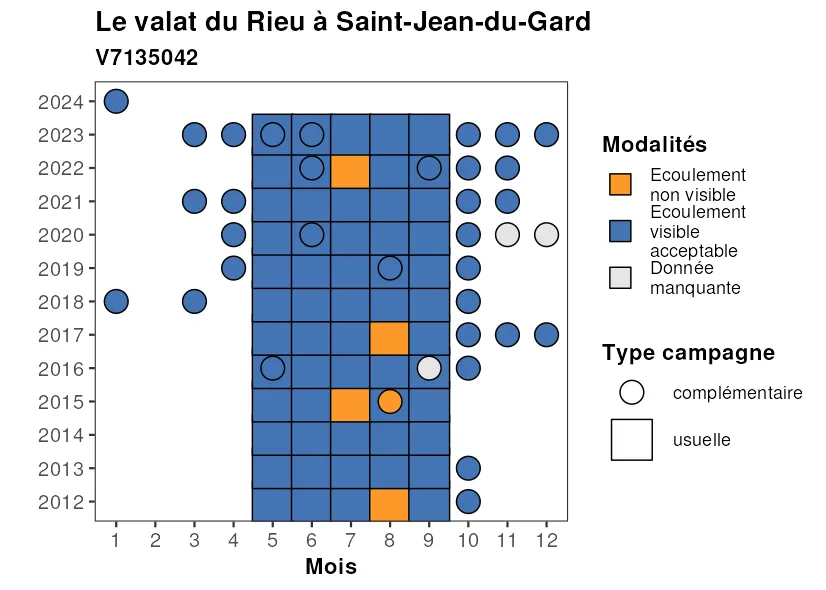 Le valat du Rieu à Saint-Jean-du-Gard
V7135042
2024
2023
2022
2021
2020
2019
2018
2017
2016
2015
2014
2013
2012
1 2 3 4 5 6 7 8 9 10 11 12
Mois
Modalités
Ecoulement
non visible
Ecoulement
visible
acceptable
Donnée
manquante
Type campagne
complémentaire
usuelle